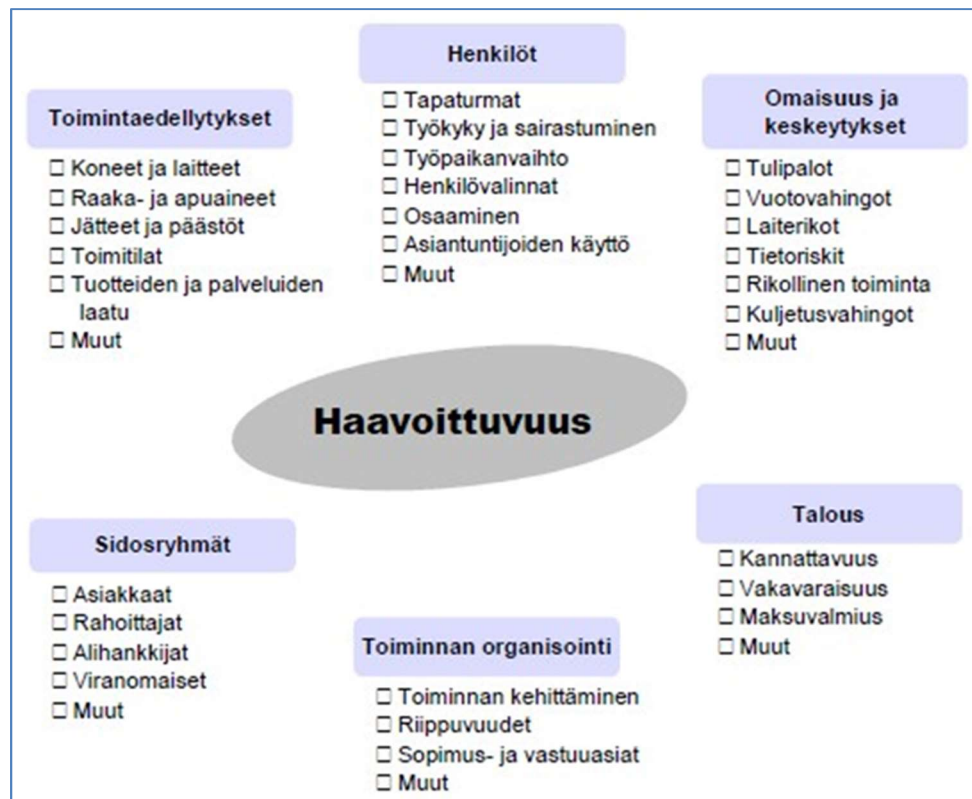 Toimintaedellytykset
☐ Koneet ja laitteet
☐ Raaka- ja apuaineet
☐ Jätteet ja päästöt
☐ Toimitilat
☐ Tuotteiden ja palveluiden
laatu
☐ Muut
Henkilöt
☐ Tapaturmat
☐ Työkyky ja sairastuminen
☐ Työpaikanvaihto
☐ Henkilövalinnat
☐ Osaaminen
☐ Asiantuntijoiden käyttö
☐ Muut
Omaisuus ja
keskeytykset
☐ Tulipalot
☐ Vuotovahingot
☐ Laiterikot
☐ Tietoriskit
☐ Rikollinen toiminta
☐ Kuljetusvahingot
☐ Muut
Haavoittuvuus
Sidosryhmät
☐ Asiakkaat
☐ Rahoittajat
☐ Alihankkijat
☐ Viranomaiset
☐ Muut
Toiminnan organisointi
☐ Toiminnan kehittäminen
☐ Riippuvuudet
☐ Sopimus- ja vastuuasiat
☐ Muut
Talous
☐ Kannattavuus
☐ Vakavaraisuus
☐ Maksuvalmius
☐ Muut